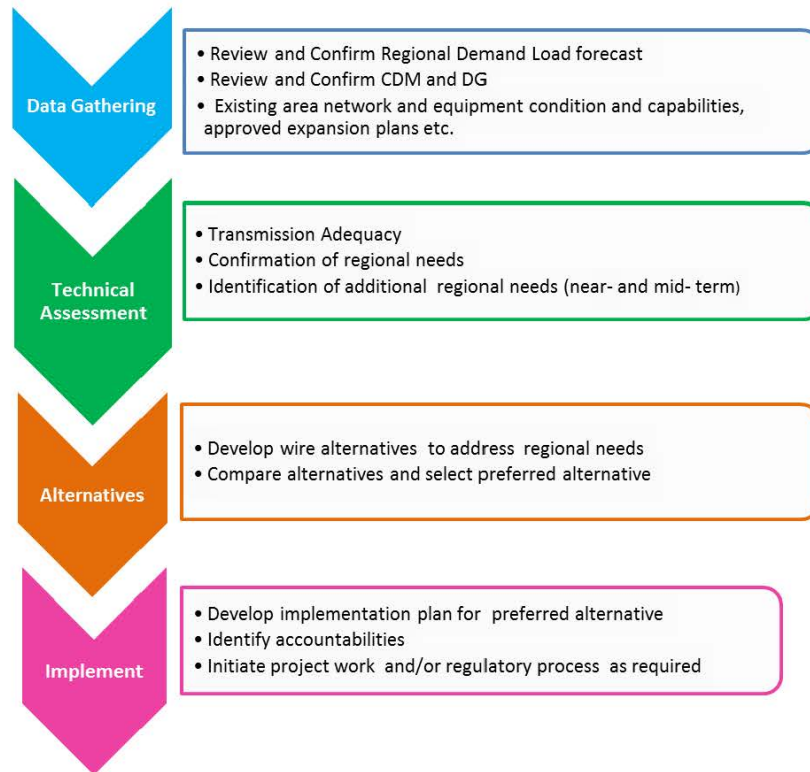 Data Gathering
• Review and Confirm Regional Demand Load forecast
• Review and Confirm CDM and DG
• Existing area network and equipment condition and capabilities,
approved expansion plans etc.
Technical
Assessment
• Transmission Adequacy
• Confirmation of regional needs
• Identification of additional regional needs (near- and mid- term)
Alternatives
• Develop wire alternatives to address regional needs
• Compare alternatives and select preferred alternative
Implement
• Develop implementation plan for preferred alternative
• Identify accountabilities
• Initiate project work and/or regulatory process as required